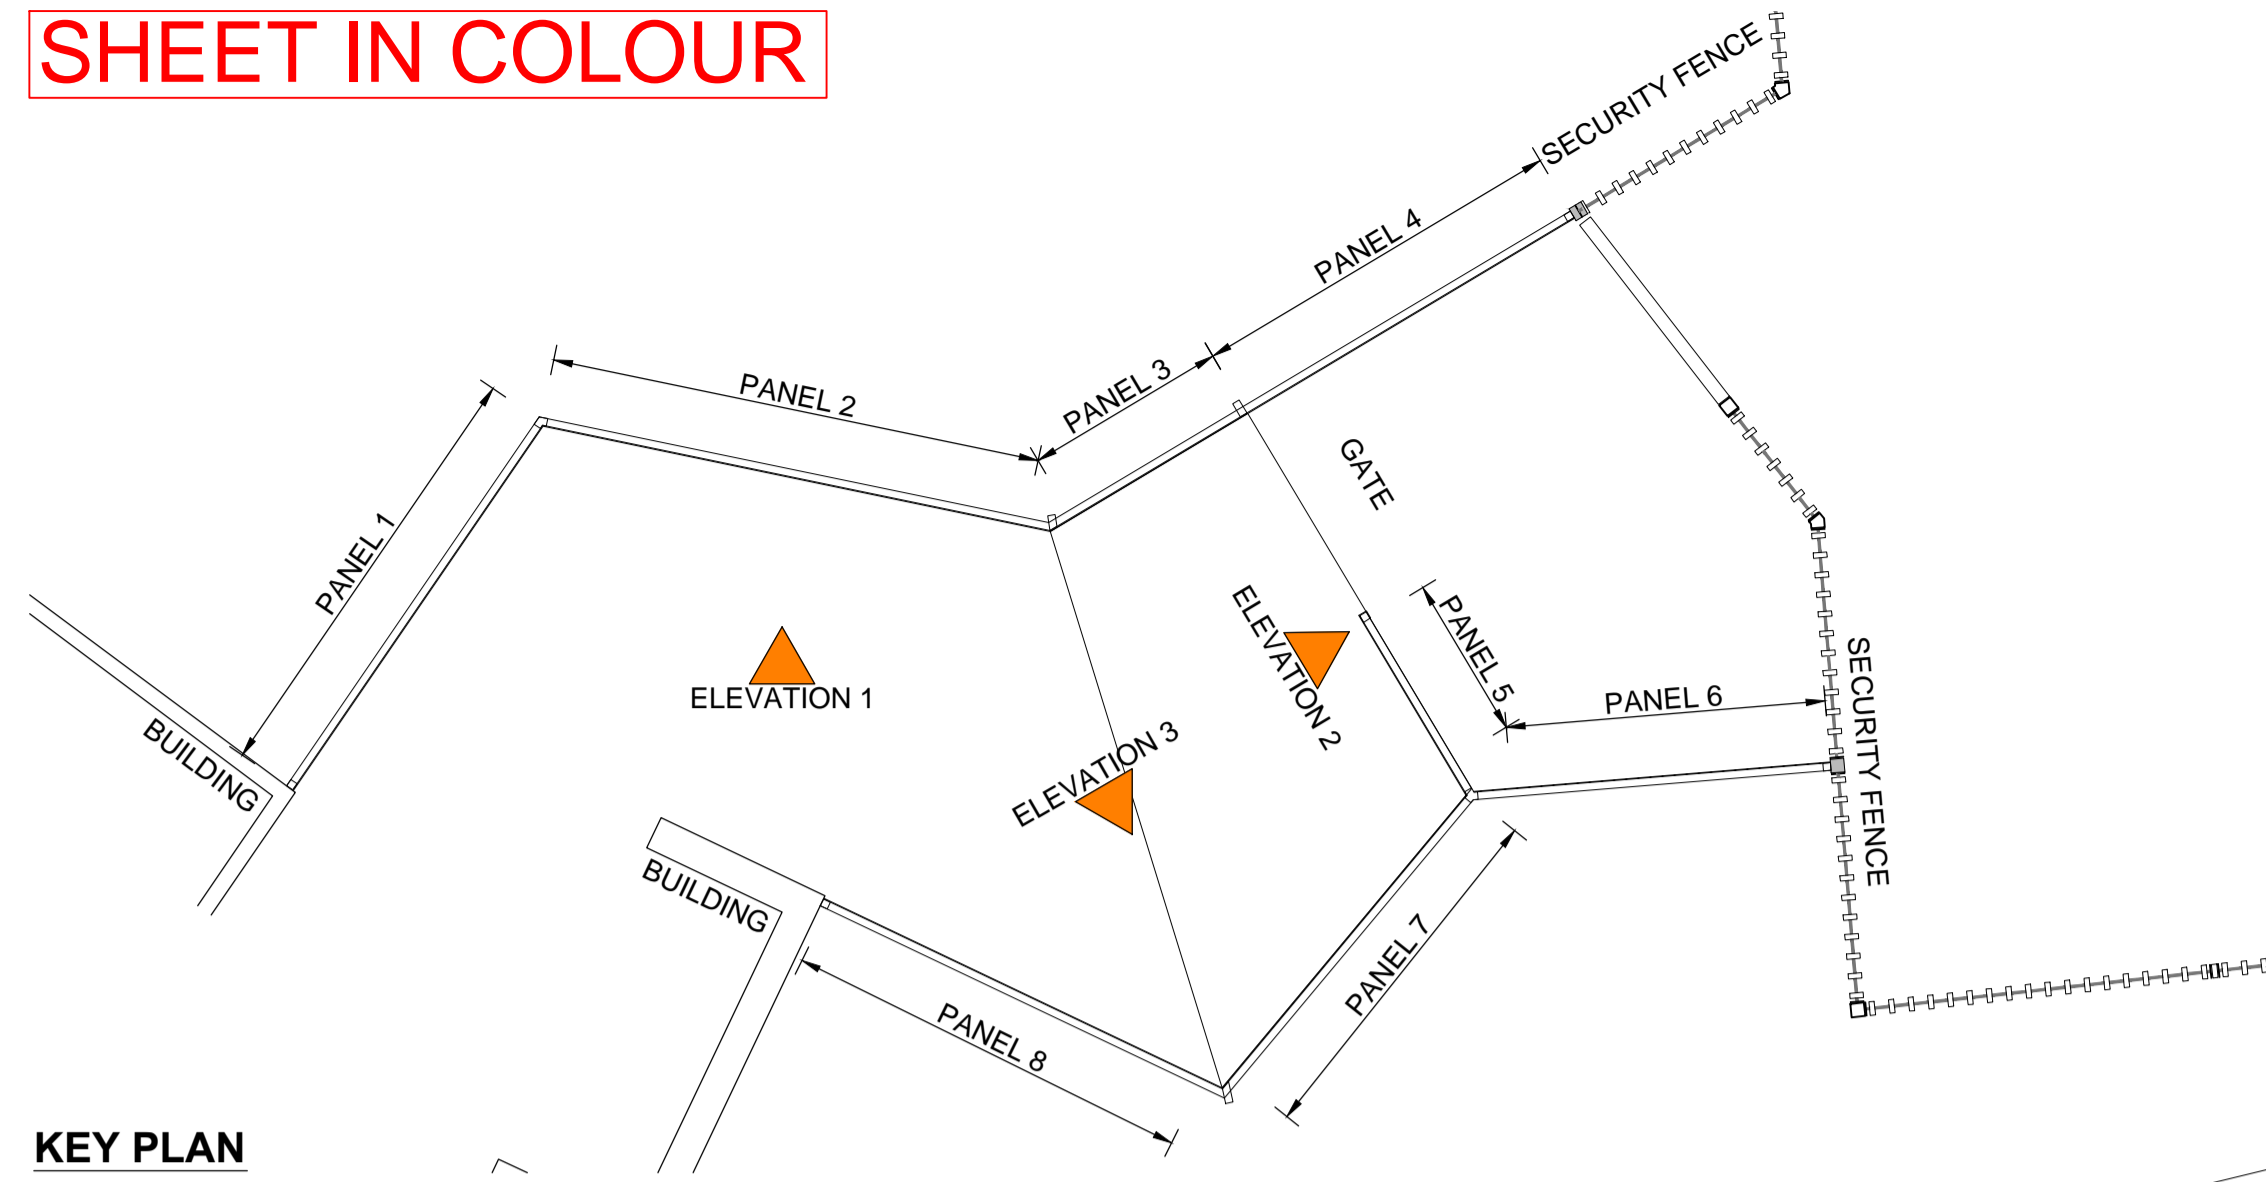 SHEET IN COLOUR
SECURITY FENCE
PANEL 4
PANEL 3
PANEL 2
PANEL 1
GATE
ELEVATION 1
ELEVATION 2
PANEL 5
PANEL 6
SECURITY FENCE
ELEVATION 3
BUILDING
BUILDING
PANEL 7
PANEL 8
KEY PLAN